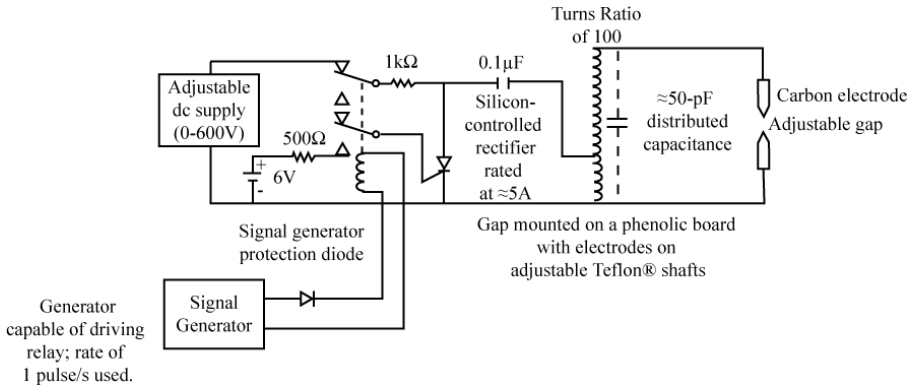 Turns Ratio
of 100
1kΩ
0.1µF
Adjustable
dc supply
(0-600V)
Silicon-
controlled
rectifier
rated
at ≈5A
≈50-pF
distributed
capacitance
Carbon electrode
Adjustable gap
500Ω
+
6V
-
Signal generator
protection diode
Gap mounted on a phenolic board
with electrodes on
adjustable Teflon® shafts
Signal
Generator
Generator
capable of driving
relay; rate of
1 pulse/s used.